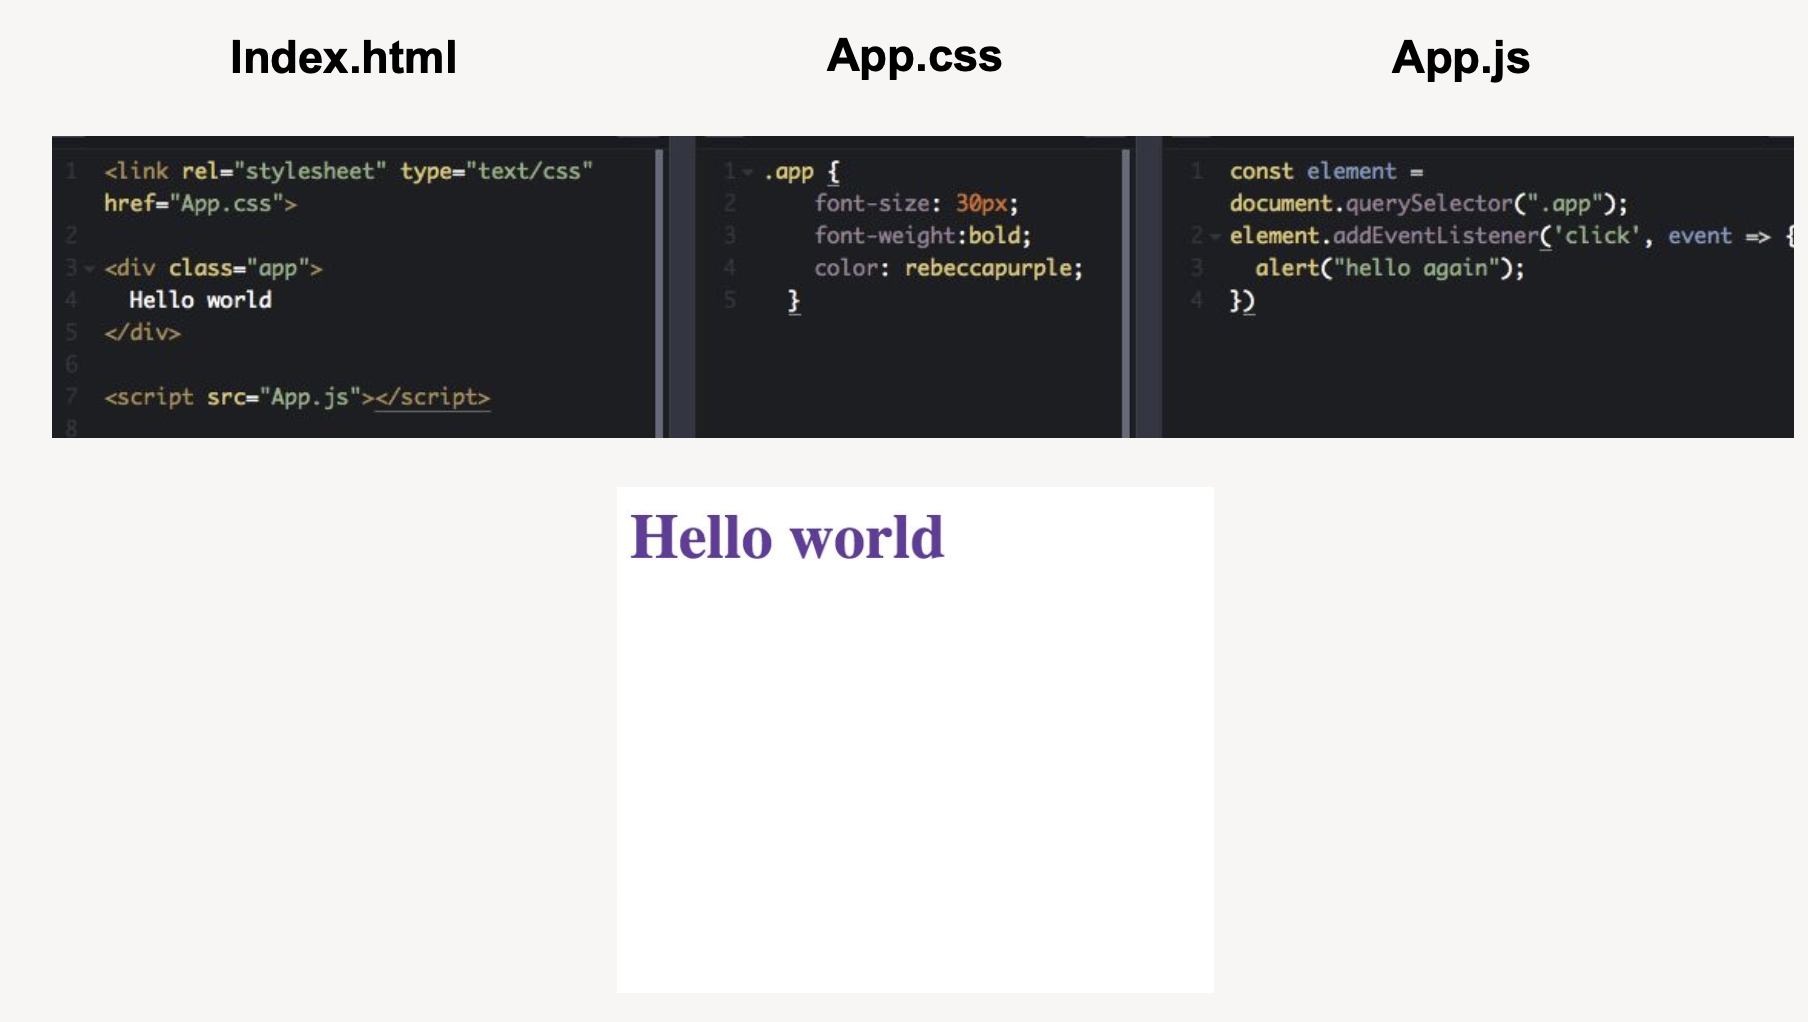 Index.html
App.css
App.js
1 <link rel="stylesheet" type="text/css"
href="App.css">
2
3 <div class="app">
4   Hello world
5 </div>
6
7 <script src="App.js"></script>
8
1 .app {
2     font-size: 30px;
3     font-weight:bold;
4     color: rebeccapurple;
5   }
1 const element =
document.querySelector(".app");
2 element.addEventListener('click', event => {
3   alert("hello again");
4 })
Hello world